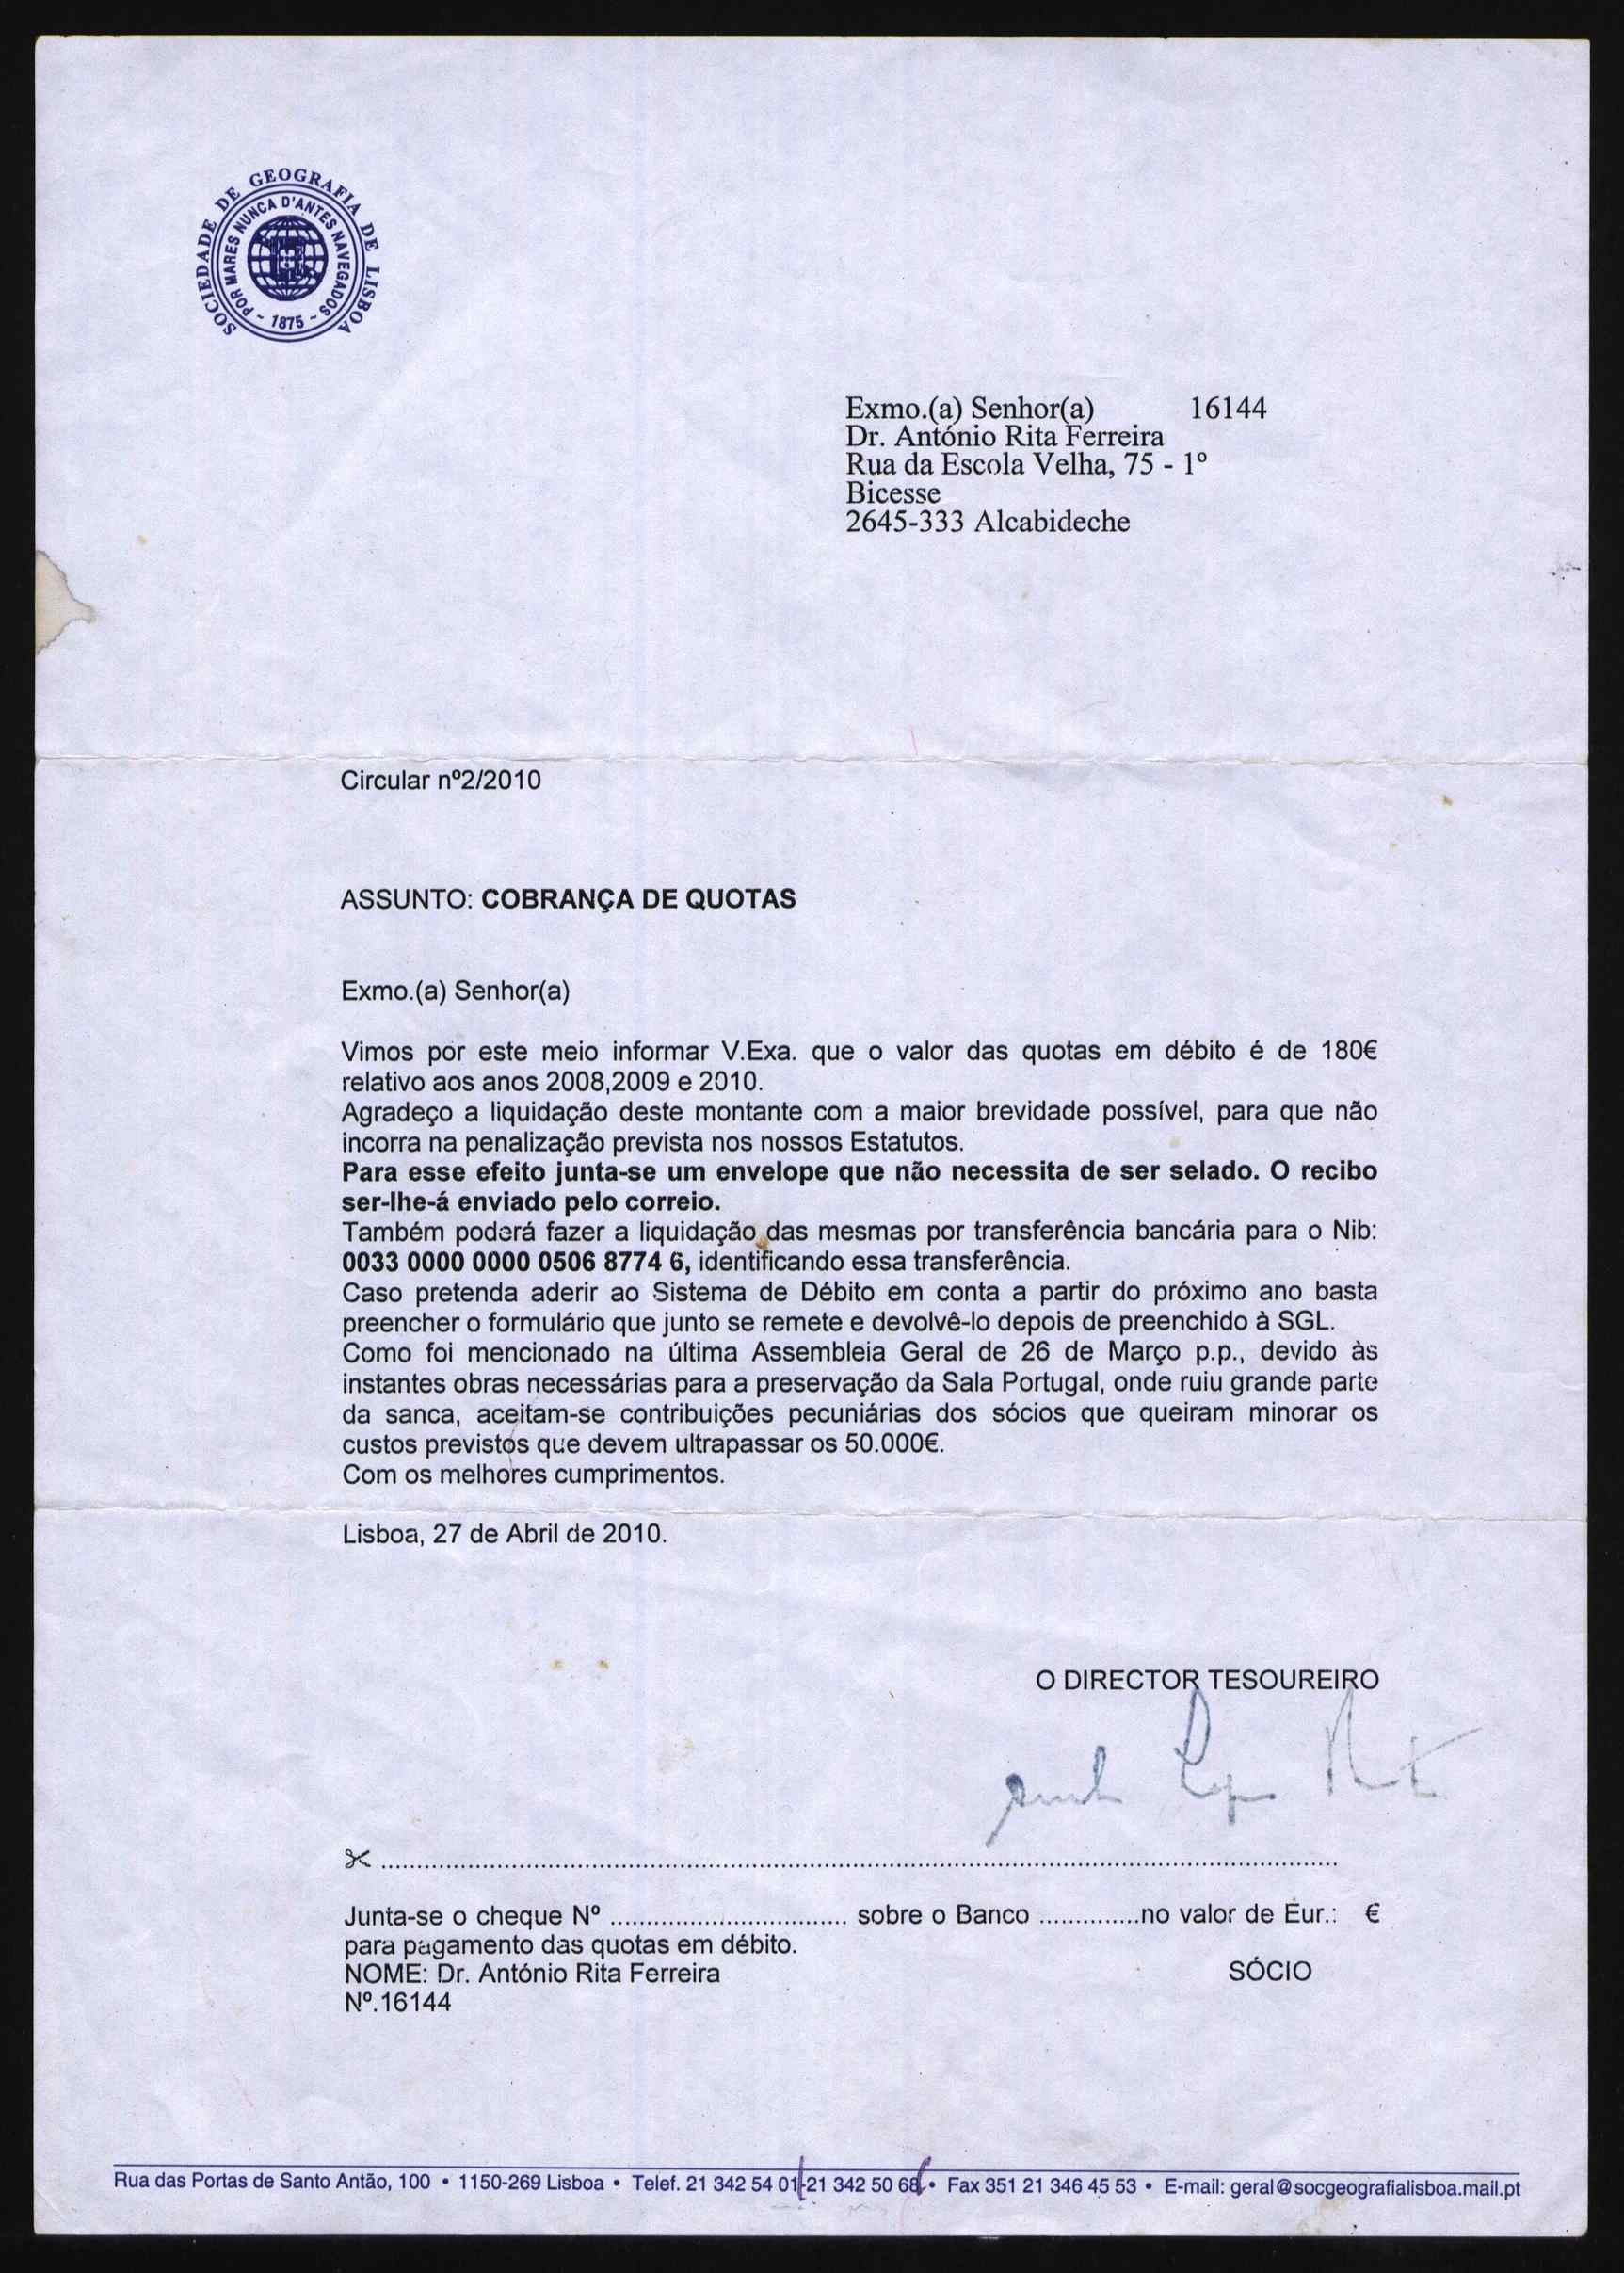 SOCIEDADE DE GEOGRAFIA DE LISBOA
POR MARES NUNCA D'ANTES NAVEGADOS
- 1875 -
Exmo.(a) Senhor(a) 16144
Dr. António Rita Ferreira
Rua da Escola Velha, 75 - 1º
Bicesse
2645-333 Alcabideche
Circular nº2/2010
ASSUNTO: COBRANÇA DE QUOTAS
Exmo.(a) Senhor(a)
Vimos por este meio informar V.Exa. que o valor das quotas em débito é de 180€
relativo aos anos 2008,2009 e 2010.
Agradeço a liquidação deste montante com a maior brevidade possível, para que não
incorra na penalização prevista nos nossos Estatutos.
Para esse efeito junta-se um envelope que não necessita de ser selado. O recibo
ser-lhe-á enviado pelo correio.
Também poderá fazer a liquidação das mesmas por transferência bancária para o Nib:
0033 0000 0000 0506 8774 6, identificando essa transferência.
Caso pretenda aderir ao Sistema de Débito em conta a partir do próximo ano basta
preencher o formulário que junto se remete e devolvê-lo depois de preenchido à SGL.
Como foi mencionado na última Assembleia Geral de 26 de Março p.p., devido às
instantes obras necessárias para a preservação da Sala Portugal, onde ruiu grande parte
da sanca, aceitam-se contribuições pecuniárias dos sócios que queiram minorar os
custos previstos que devem ultrapassar os 50.000€.
Com os melhores cumprimentos.
Lisboa, 27 de Abril de 2010.
O DIRECTOR TESOUREIRO
Junta-se o cheque Nº ................................ sobre o Banco ..............no valor de Eur.: €
para pagamento das quotas em débito.
NOME: Dr. António Rita Ferreira SÓCIO
Nº.16144
Rua das Portas de Santo Antão, 100 • 1150-269 Lisboa • Telef. 21 342 54 01-21 342 50 68 • Fax 351 21 346 45 53 • E-mail: geral@socgeografialisboa.mail.pt